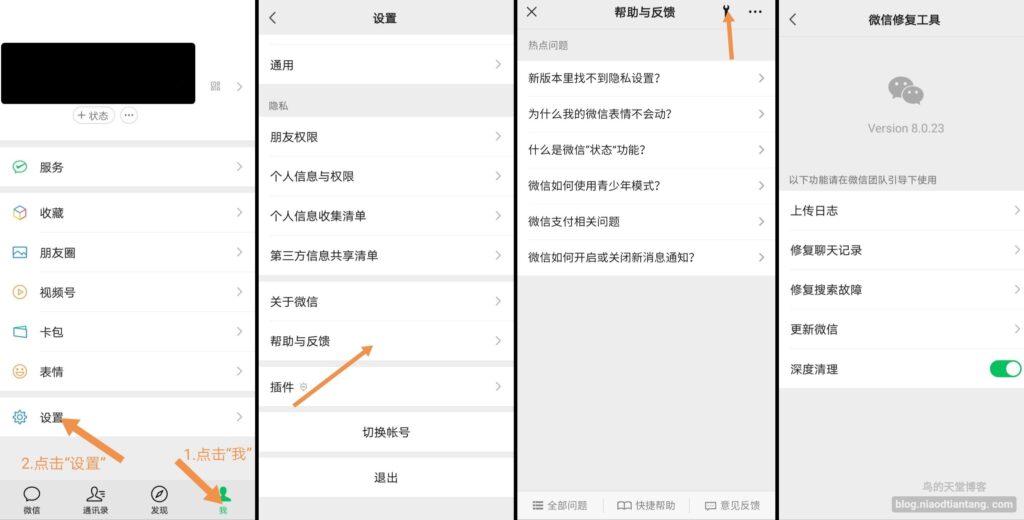 + 状态
服务
收藏
朋友圈
视频号
卡包
表情
设置
2.点击“设置”
1.点击“我”
微信
通讯录
发现
我
设置
通用
隐私
朋友权限
个人信息与权限
个人信息收集清单
第三方信息共享清单
关于微信
帮助与反馈
插件
切换帐号
退出
帮助与反馈
热点问题
新版本里找不到隐私设置?
为什么我的微信表情不会动?
什么是微信“状态”功能?
微信如何使用青少年模式?
微信支付相关问题
微信如何开启或关闭新消息通知?
全部问题
快捷帮助
意见反馈
微信修复工具
Version 8.0.23
以下功能请在微信团队引导下使用
上传日志
修复聊天记录
修复搜索故障
更新微信
深度清理
鸟的天堂博客
blog.niaodtiantang.com